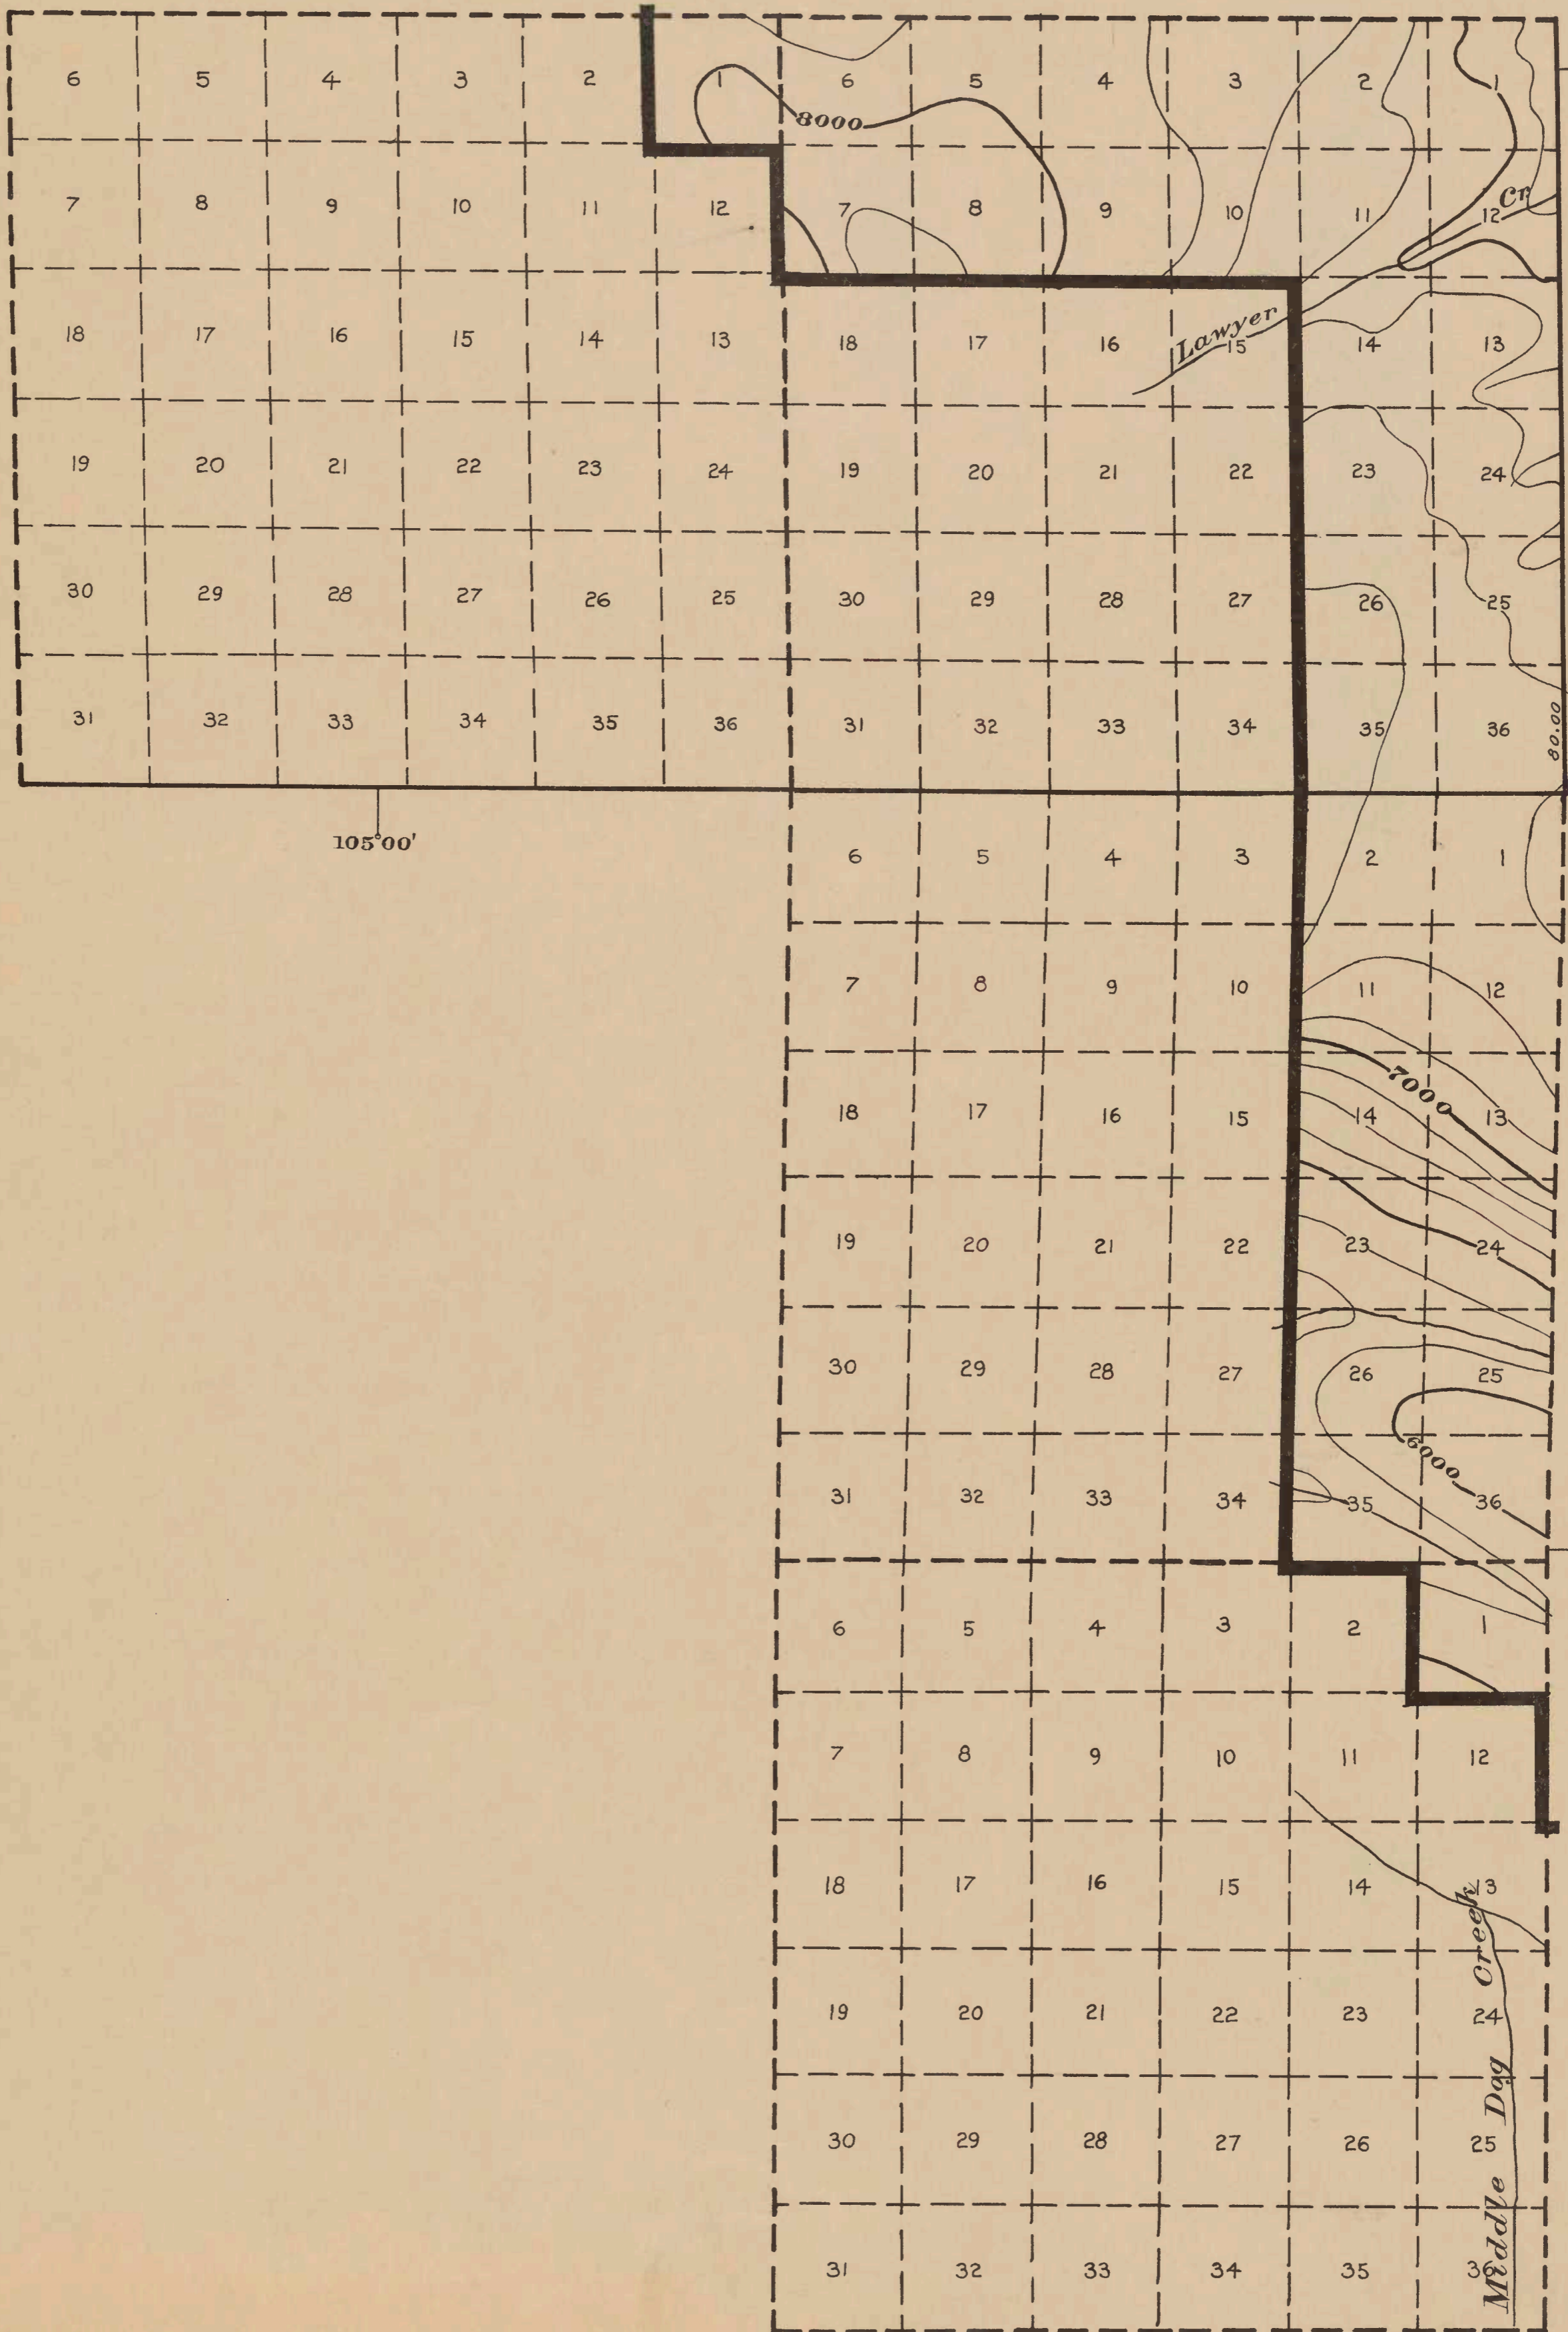 6 5 4 3 2 1 6 5 4 3 2 1
8000
7 8 9 10 11 12 7 8 9 10 11 12
Cr
Lawyer
18 17 16 15 14 13 18 17 16 15 14 13
19 20 21 22 23 24 19 20 21 22 23 24
30 29 28 27 26 25 30 29 28 27 26 25
31 32 33 34 35 36 31 32 33 34 35 36
80.00
105°00'
6 5 4 3 2 1
7 8 9 10 11 12
7000
18 17 16 15 14 13
19 20 21 22 23 24
30 29 28 27 26 25
6000
31 32 33 34 35 36
6 5 4 3 2 1
7 8 9 10 11 12
18 17 16 15 14 13
19 20 21 22 23 24
30 29 28 27 26 25
31 32 33 34 35 36
Middle Dog Creek